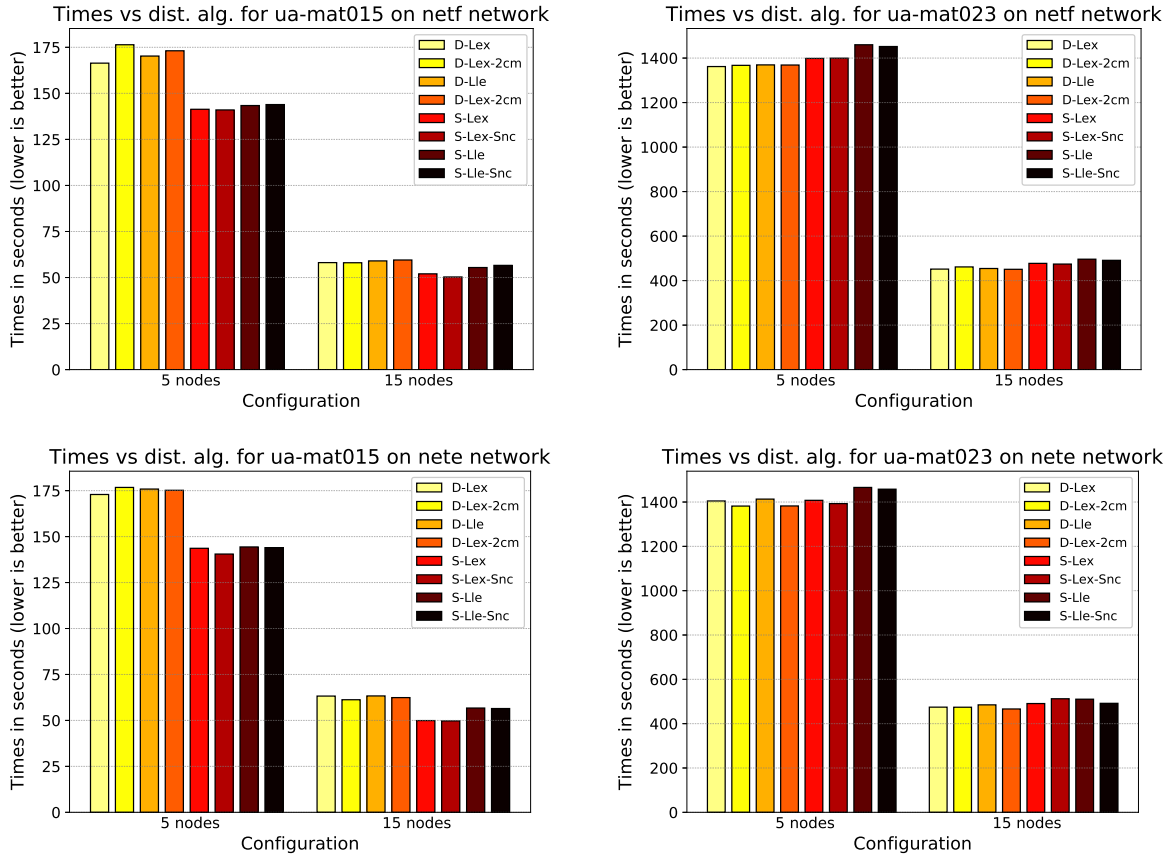 Times vs dist. alg. for ua-mat015 on netf network
Times in seconds (lower is better)
175
150
125
100
75
50
25
0
D-Lex
D-Lex-2cm
D-Lle
D-Lex-2cm
S-Lex
S-Lex-Snc
S-Lle
S-Lle-Snc
5 nodes
15 nodes
Configuration
Times vs dist. alg. for ua-mat023 on netf network
Times in seconds (lower is better)
1400
1200
1000
800
600
400
200
0
D-Lex
D-Lex-2cm
D-Lle
D-Lex-2cm
S-Lex
S-Lex-Snc
S-Lle
S-Lle-Snc
5 nodes
15 nodes
Configuration
Times vs dist. alg. for ua-mat015 on nete network
Times in seconds (lower is better)
175
150
125
100
75
50
25
0
D-Lex
D-Lex-2cm
D-Lle
D-Lex-2cm
S-Lex
S-Lex-Snc
S-Lle
S-Lle-Snc
5 nodes
15 nodes
Configuration
Times vs dist. alg. for ua-mat023 on nete network
Times in seconds (lower is better)
1400
1200
1000
800
600
400
200
0
D-Lex
D-Lex-2cm
D-Lle
D-Lex-2cm
S-Lex
S-Lex-Snc
S-Lle
S-Lle-Snc
5 nodes
15 nodes
Configuration